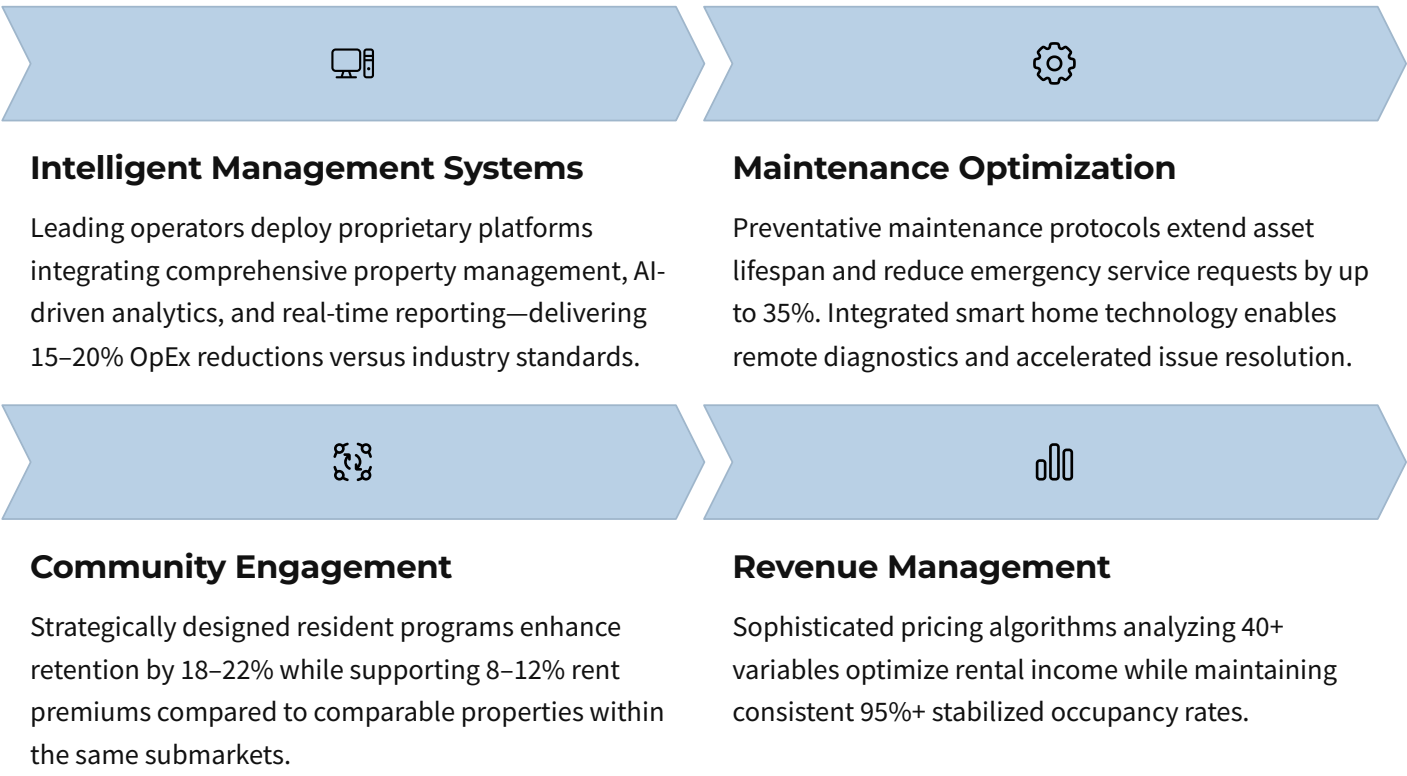 Intelligent Management Systems
Leading operators deploy proprietary platforms
integrating comprehensive property management, AI-
driven analytics, and real-time reporting—delivering
15–20% OpEx reductions versus industry standards.
Maintenance Optimization
Preventative maintenance protocols extend asset
lifespan and reduce emergency service requests by up
to 35%. Integrated smart home technology enables
remote diagnostics and accelerated issue resolution.
Community Engagement
Strategically designed resident programs enhance
retention by 18–22% while supporting 8–12% rent
premiums compared to comparable properties within
the same submarkets.
Revenue Management
Sophisticated pricing algorithms analyzing 40+
variables optimize rental income while maintaining
consistent 95%+ stabilized occupancy rates.